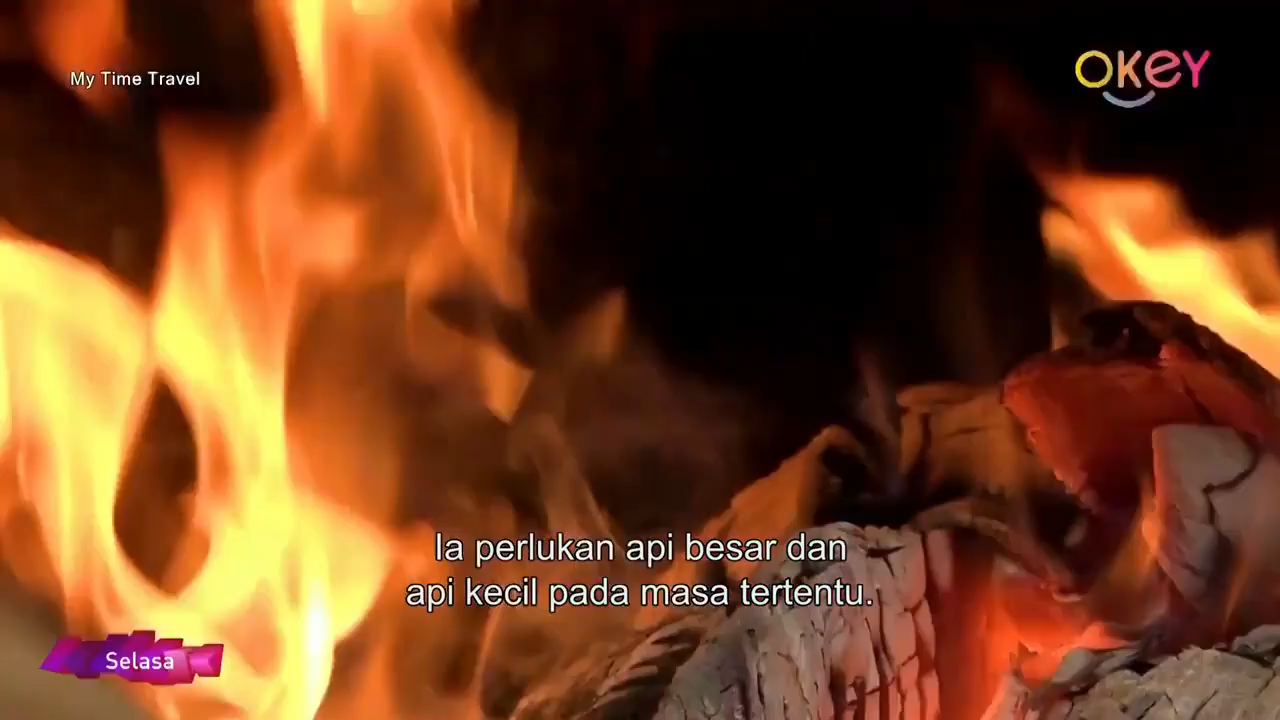 My Time Travel
OKEY
Ia perlukan api besar dan
api kecil pada masa tertentu.
Selasa